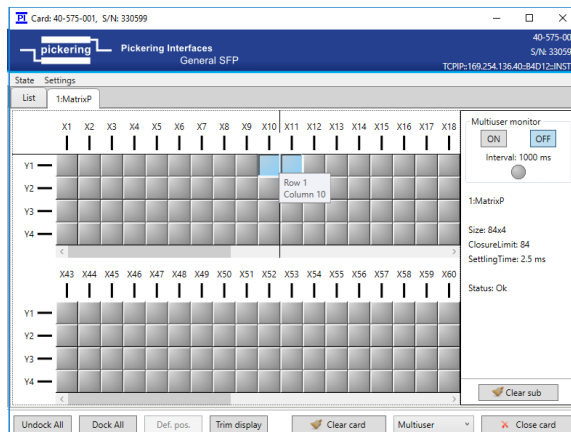 PI Card: 40-575-001, S/N: 330599
pickering Pickering Interfaces
General SFP
40-575-00
S/N: 33059
TCPIP::169.254.136.40::B4D12::INST
State Settings
List 1:MatrixP
X1 X2 X3 X4 X5 X6 X7 X8 X9 X10 X11 X12 X13 X14 X15 X16 X17 X18
Y1
Y2
Y3
Y4
Row 1
Column 10
X43 X44 X45 X46 X47 X48 X49 X50 X51 X52 X53 X54 X55 X56 X57 X58 X59 X60
Y1
Y2
Y3
Y4
Multiuser monitor
ON OFF
Interval: 1000 ms
1:MatrixP
Size: 84x4
ClosureLimit: 84
SettlingTime: 2.5 ms
Status: Ok
Clear sub
Undock All Dock All Def. pos. Trim display Clear card Multiuser Close card